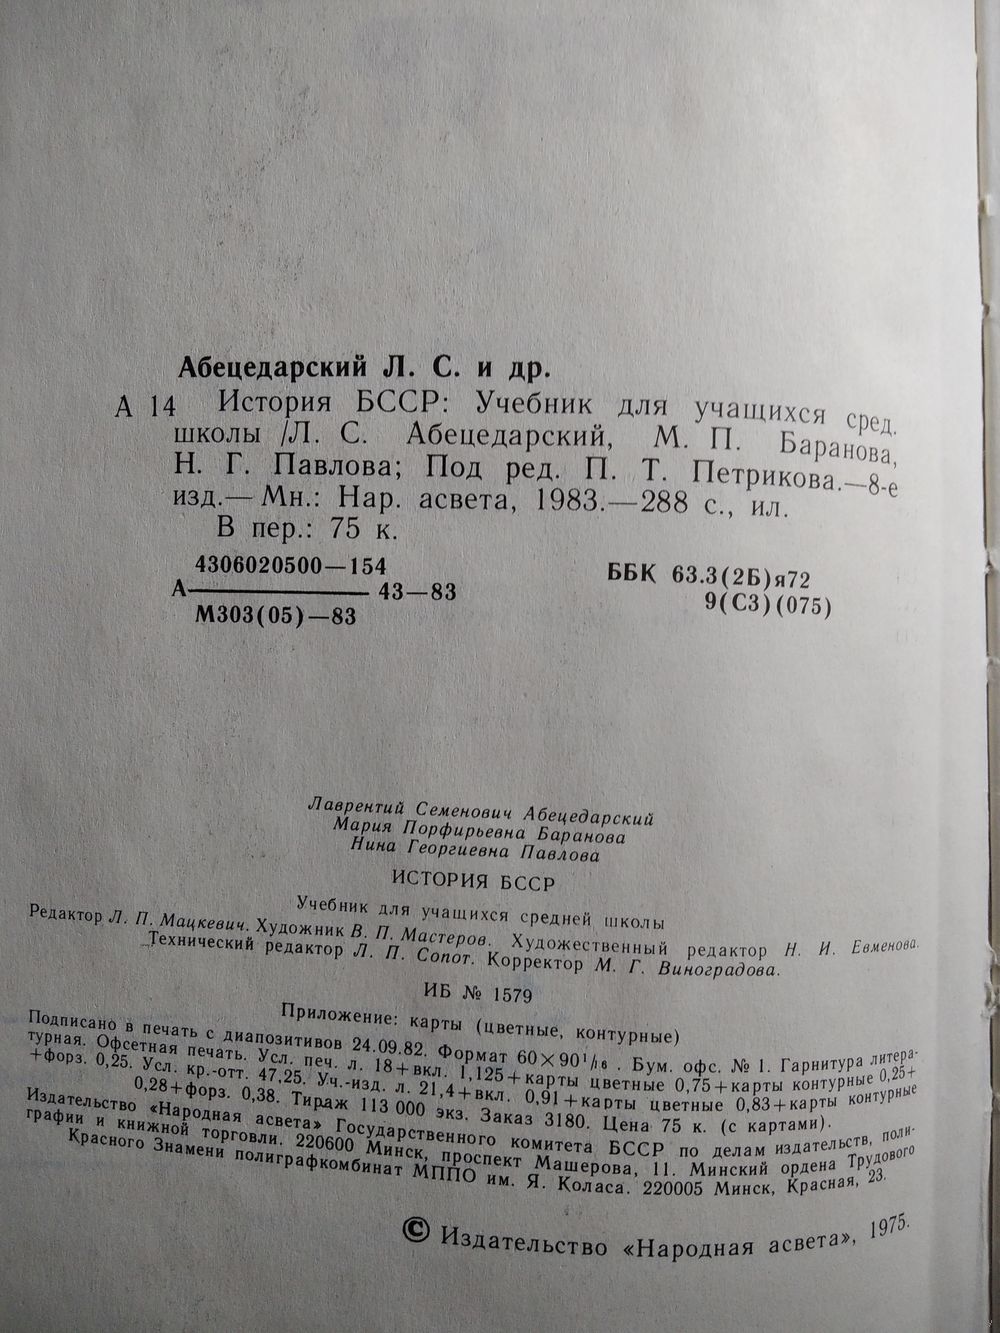 Абецедарский Л. С. и др.
А 14 История БССР: Учебник для учащихся сред.
школы /Л. С. Абецедарский, М. П. Баранова,
Н. Г. Павлова; Под ред. П. Т. Петрикова.—8-е
изд.— Мн.: Нар. асвета, 1983.—288 с., ил.
В пер.: 75 к.
4306020500—154
А 43—83
М303(05)—83
ББК 63.3(2Б)я72
9(С3)(075)
Лаврентий Семенович Абецедарский
Мария Порфирьевна Баранова
Нина Георгиевна Павлова
ИСТОРИЯ БССР
Учебник для учащихся средней школы
Редактор Л. П. Мацкевич. Художник В. П. Мастеров. Художественный редактор Н. И. Евменова.
Технический редактор Л. П. Сопот. Корректор М. Г. Виноградова.
ИБ № 1579
Приложение: карты (цветные, контурные)
Подписано в печать с диапозитивов 24.09.82. Формат 60×90 1/16 . Бум. офс. № 1. Гарнитура литера-
турная. Офсетная печать. Усл. печ. л. 18+вкл. 1,125+карты цветные 0,75+карты контурные 0,25+
+форз. 0,25. Усл. кр.-отт. 47,25. Уч.-изд. л. 21,4+вкл. 0,91+карты цветные 0,83+карты контурные
0,28+форз. 0,38. Тираж 113 000 экз. Заказ 3180. Цена 75 к. (с картами).
Издательство «Народная асвета» Государственного комитета БССР по делам издательств, поли-
графии и книжной торговли. 220600 Минск, проспект Машерова, 11. Минский ордена Трудового
Красного Знамени полиграфкомбинат МППО им. Я. Коласа. 220005 Минск, Красная, 23.
© Издательство «Народная асвета», 1975.